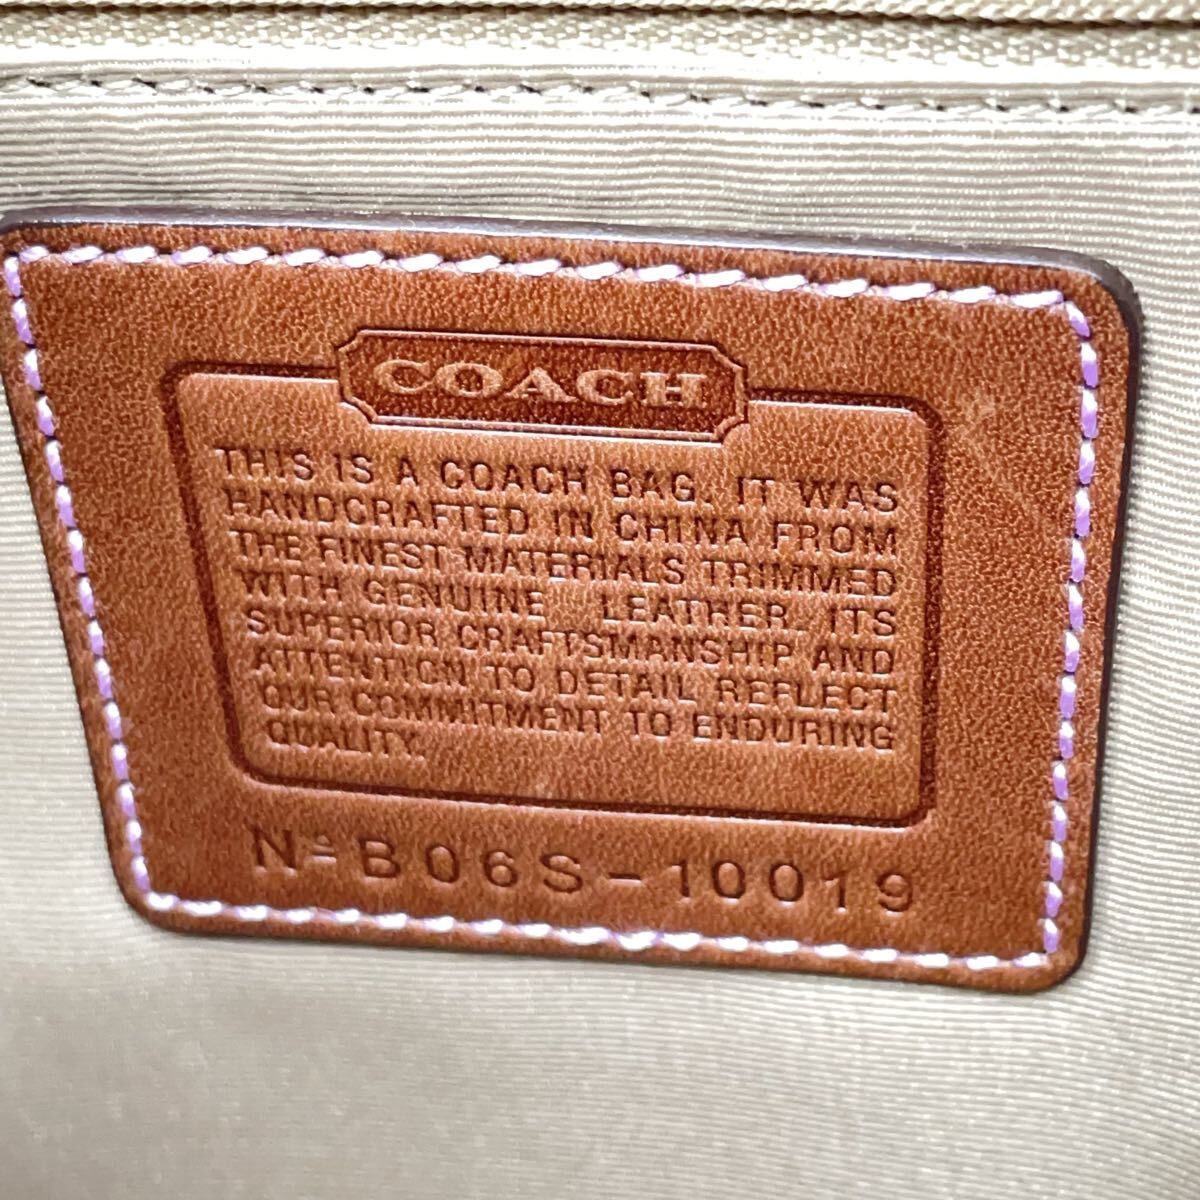 COACH
THIS IS A COACH BAG. IT WAS
HANDCRAFTED IN CHINA FROM
THE FINEST MATERIALS TRIMMED
WITH GENUINE LEATHER. ITS
SUPERIOR CRAFTSMANSHIP AND
ATTENTION TO DETAIL REFLECT
OUR COMMITMENT TO ENDURING
QUALITY.
Nº B06S-10019